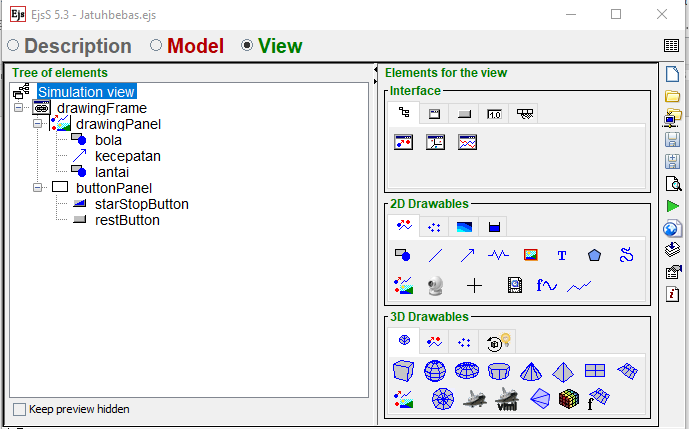 EjsS 5.3 - Jatuhbebas.ejs
Description Model View
Tree of elements
Simulation view
drawingFrame
drawingPanel
bola
kecepatan
lantai
buttonPanel
starStopButton
restButton
Keep preview hidden
Elements for the view
Interface
1.0
2D Drawables
T
f
3D Drawables
vrml
f